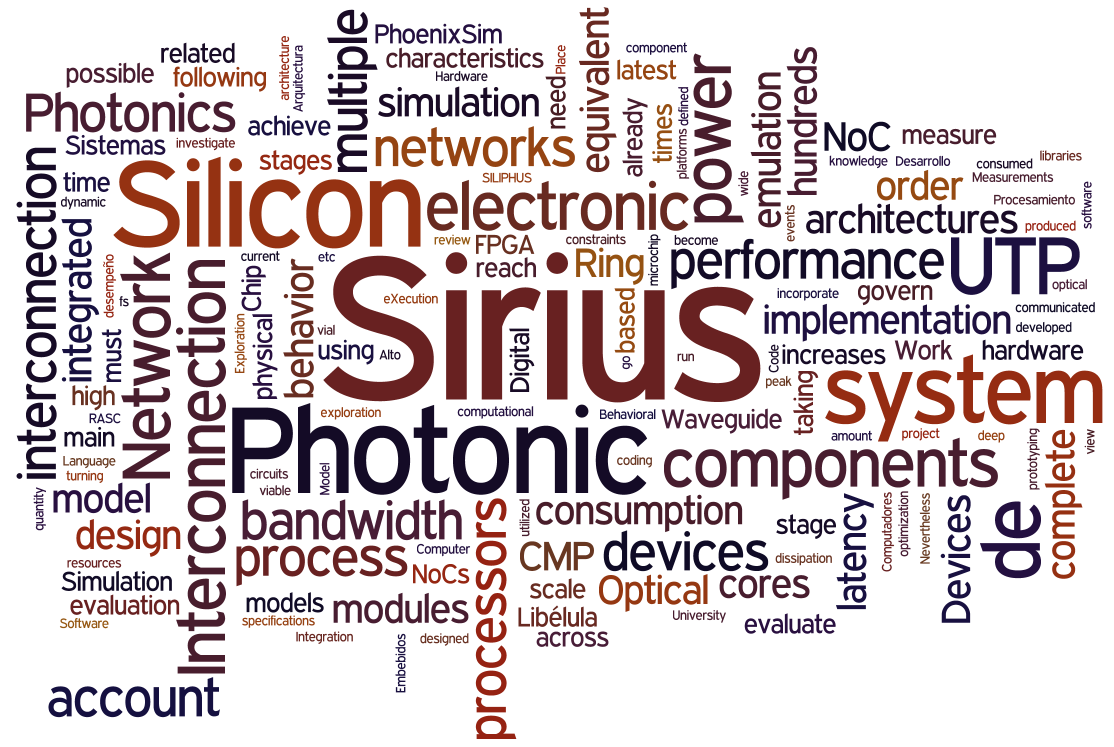 related
possible
following
architecture
Arquitectura
multiple
PhoenixSim
characteristics
Hardware
simulation
need
Place
equivalent
component
latest
already
times
platforms
defined
power
wide
emulation
hundreds
events
Photonics
Sistemas
investigate
achieve
stages
networks
SILIPHUS
NoC
measure
knowledge
Desarrollo
consumed
libraries
Measurements
order
Procesamiento
software
architectures
produced
interconnection
time
dynamic
Silicon
electronic
integrated
desempeño
fs
must
Network
Interconnection
current
etc
Chip
Exploration
physical
behavior
vial
using
Alto
review
FPGA
reach
constraints
Ring
microchip
become
performance
UTP
optical
eXecution
Sirius
incorporate
govern
communicated
Digital
go
based
run
implementation
developed
Code
increases
Work
hardware
peak
taking
system
high
RASC
main
Language
turning
exploration
computational
Behavioral
Waveguide
amount
project
deep
prototyping
view
Photonic
circuits
viable
Model
coding
components
complete
quantity
model
design
resources
Simulation
evaluation
Software
bandwidth
process
Computer
NoCs
processors
utilized
consumption
CMP
devices
stage
dissipation
latency
Computadores
optimization
Nevertheless
Devices
de
models
specifications
modules
Integration
Embebidos
designed
scale
Optical
cores
Libélula
across
University
evaluate
account